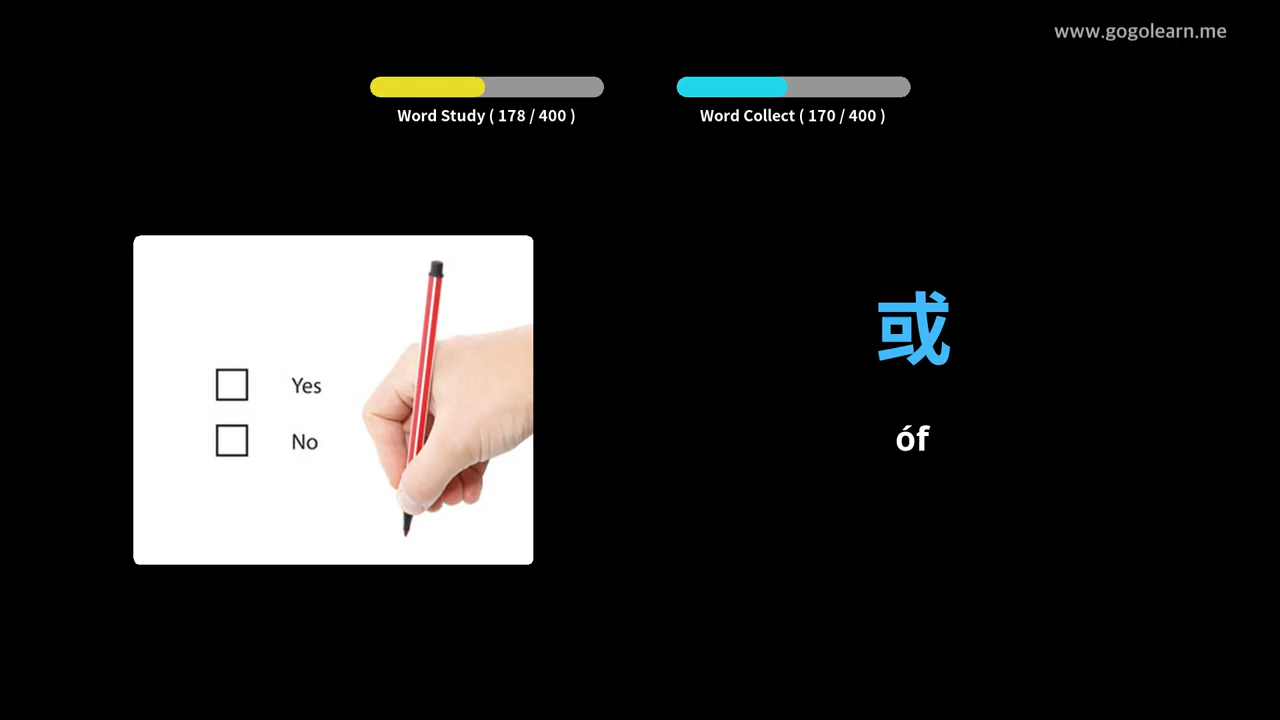 www.gogolearn.me
Word Study ( 178 / 400 )
Word Collect ( 170 / 400 )
Yes
No
或
óf